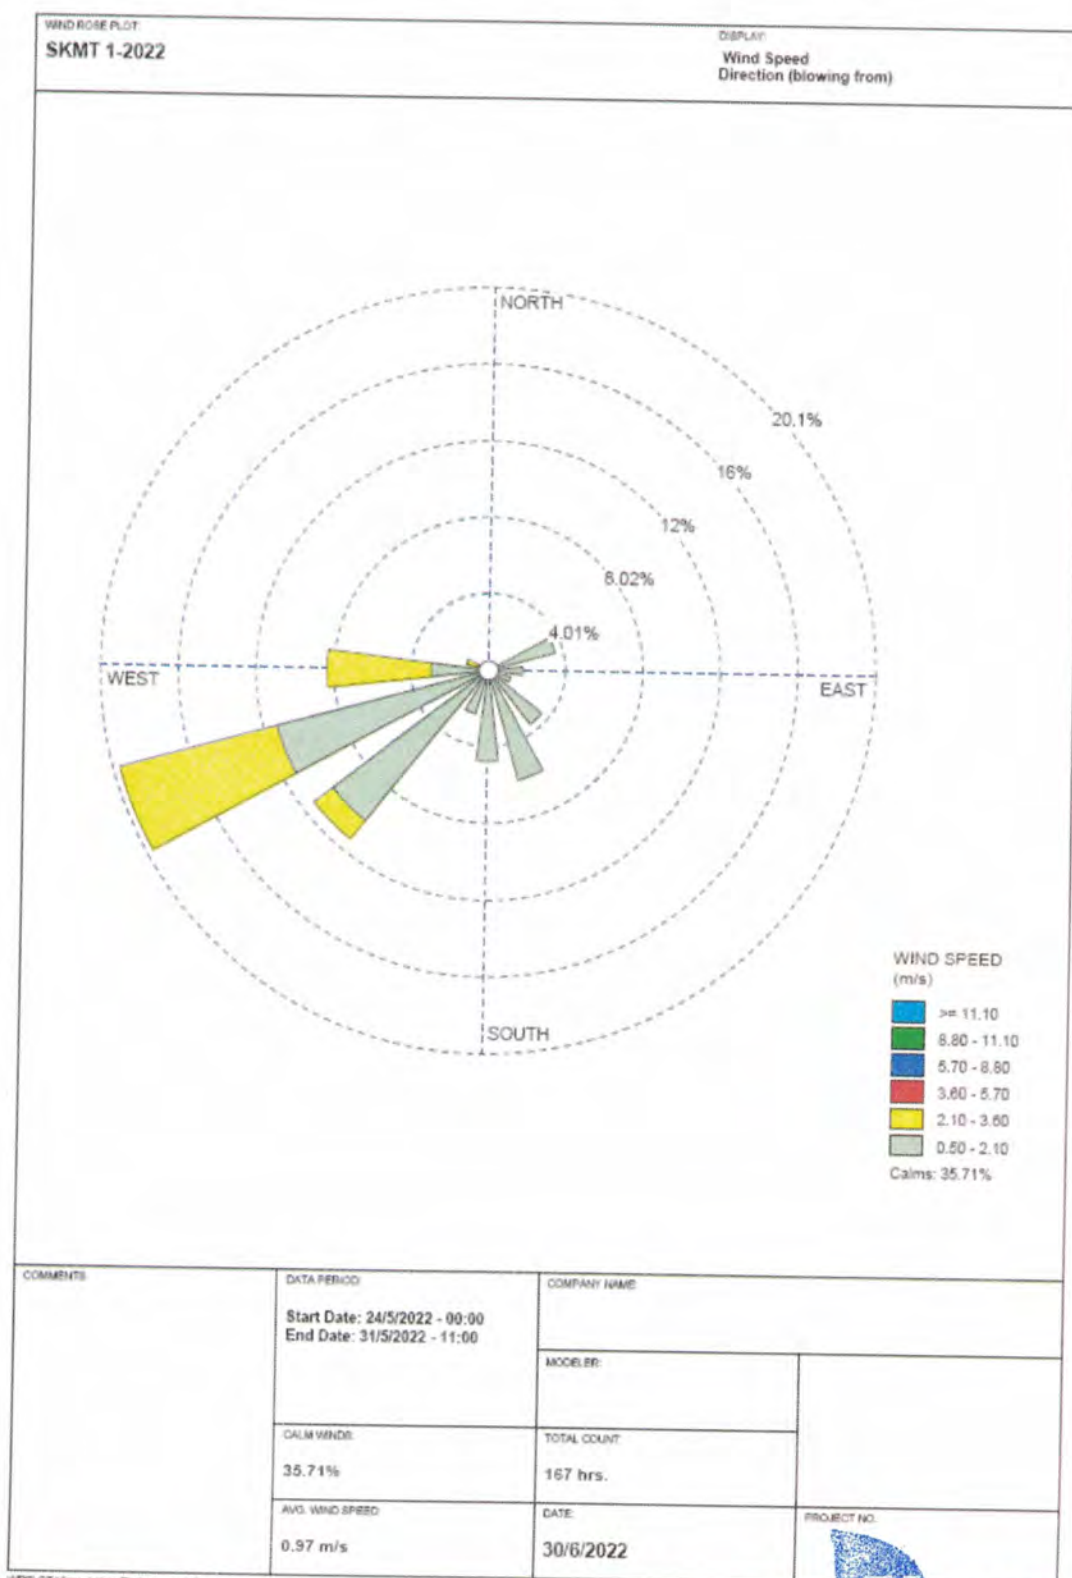 WIND ROSE PLOT:
SKMT 1-2022
DISPLAY:
Wind Speed
Direction (blowing from)
NORTH
20.1%
16%
12%
8.02%
4.01%
WEST
EAST
SOUTH
WIND SPEED
(m/s)
>= 11.10
8.80 - 11.10
5.70 - 8.80
3.60 - 5.70
2.10 - 3.60
0.50 - 2.10
Calms: 35.71%
COMMENTS:
DATA PERIOD:
Start Date: 24/5/2022 - 00:00
End Date: 31/5/2022 - 11:00
COMPANY NAME:
MODELER:
CALM WINDS:
35.71%
TOTAL COUNT:
167 hrs.
AVG. WIND SPEED:
0.97 m/s
DATE:
30/6/2022
PROJECT NO.: